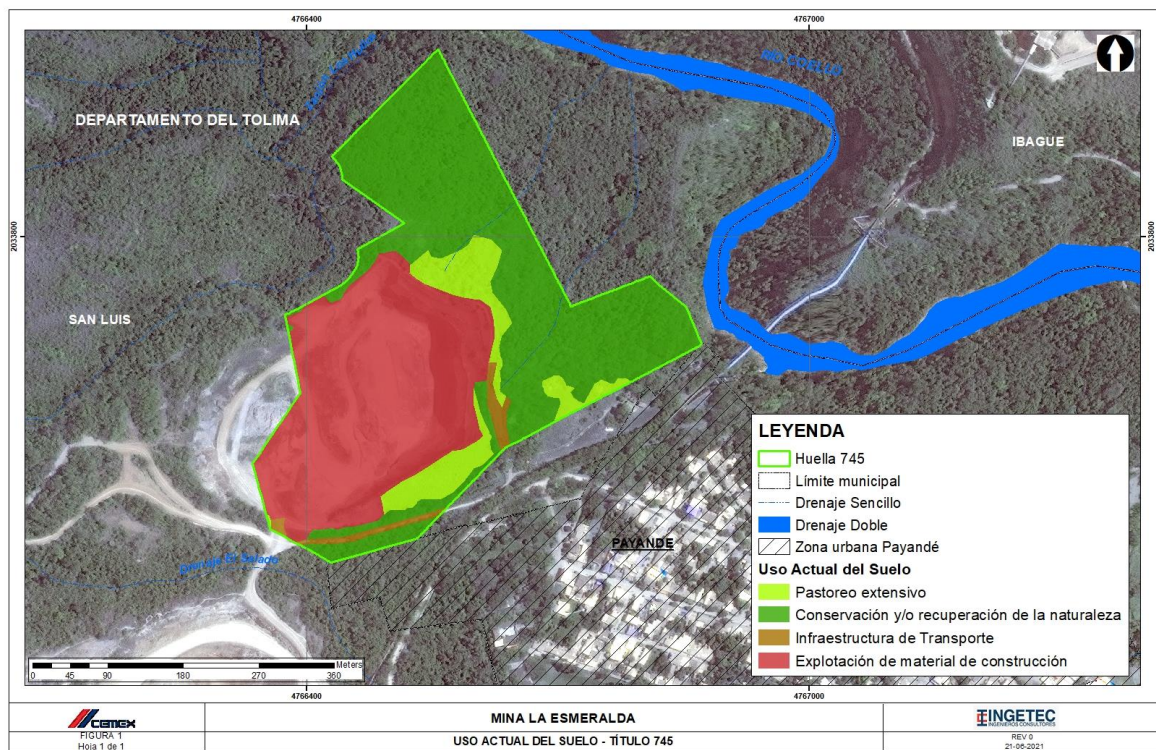 4766400
4767000
RIO COELLO
DEPARTAMENTO DEL TOLIMA
IBAGUE
2033800
2033800
SAN LUIS
LEYENDA
Huella 745
Límite municipal
Drenaje Sencillo
Drenaje Doble
Zona urbana Payandé
Uso Actual del Suelo
Pastoreo extensivo
Conservación y/o recuperación de la naturaleza
Infraestructura de Transporte
Explotación de material de construcción
PAYANDE
Drenaje El Salado
Meters
0 45 90 180 270 360
4766400
4767000
CEMEX
FIGURA 1
Hoja 1 de 1
MINA LA ESMERALDA
USO ACTUAL DEL SUELO - TÍTULO 745
INGETEC
INGENIEROS CONSULTORES
REV 0
21-06-2021